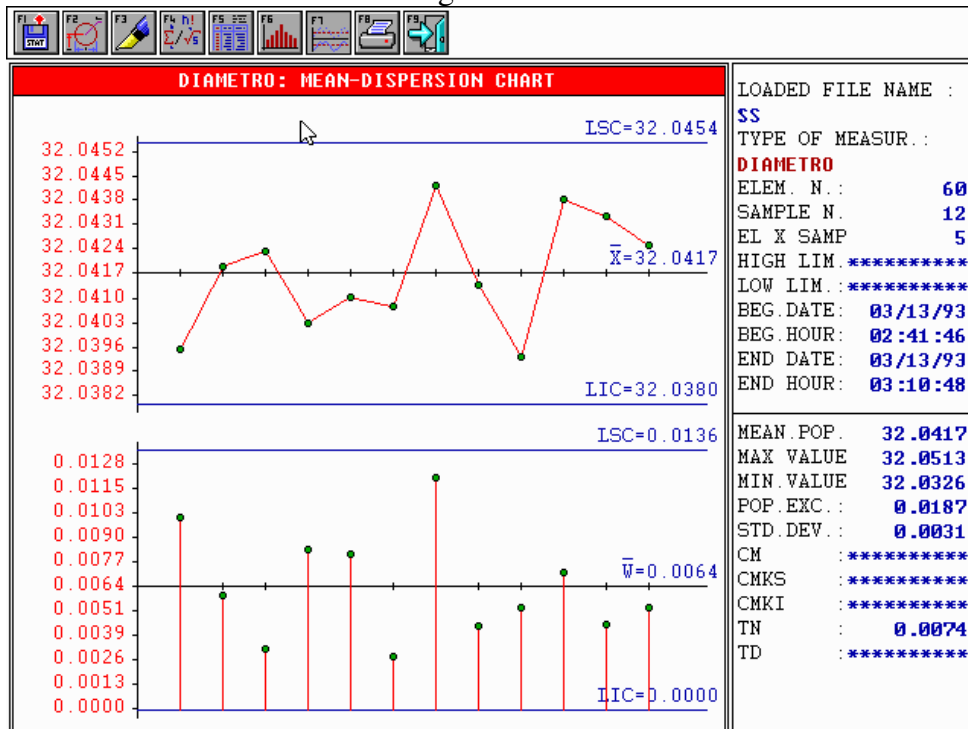 F1 F2 F3 F4 F5 F6 F7 F8 F9
STAT n! Σ/√s
DIAMETRO: MEAN-DISPERSION CHART
LSC=32.0454
32.0452
32.0445
32.0438
32.0431
32.0424
X̅=32.0417
32.0417
32.0410
32.0403
32.0396
32.0389
32.0382
LIC=32.0380
LSC=0.0136
0.0128
0.0115
0.0103
0.0090
0.0077
W̅=0.0064
0.0064
0.0051
0.0039
0.0026
0.0013
LIC=0.0000
0.0000
LOADED FILE NAME :
SS
TYPE OF MEASUR.:
DIAMETRO
ELEM. N.: 60
SAMPLE N. 12
EL X SAMP 5
HIGH LIM.**********
LOW LIM.:**********
BEG.DATE: 03/13/93
BEG.HOUR: 02:41:46
END DATE: 03/13/93
END HOUR: 03:10:48
MEAN.POP. 32.0417
MAX VALUE 32.0513
MIN.VALUE 32.0326
POP.EXC.: 0.0187
STD.DEV.: 0.0031
CM :**********
CMKS :**********
CMKI :**********
TN : 0.0074
TD :**********